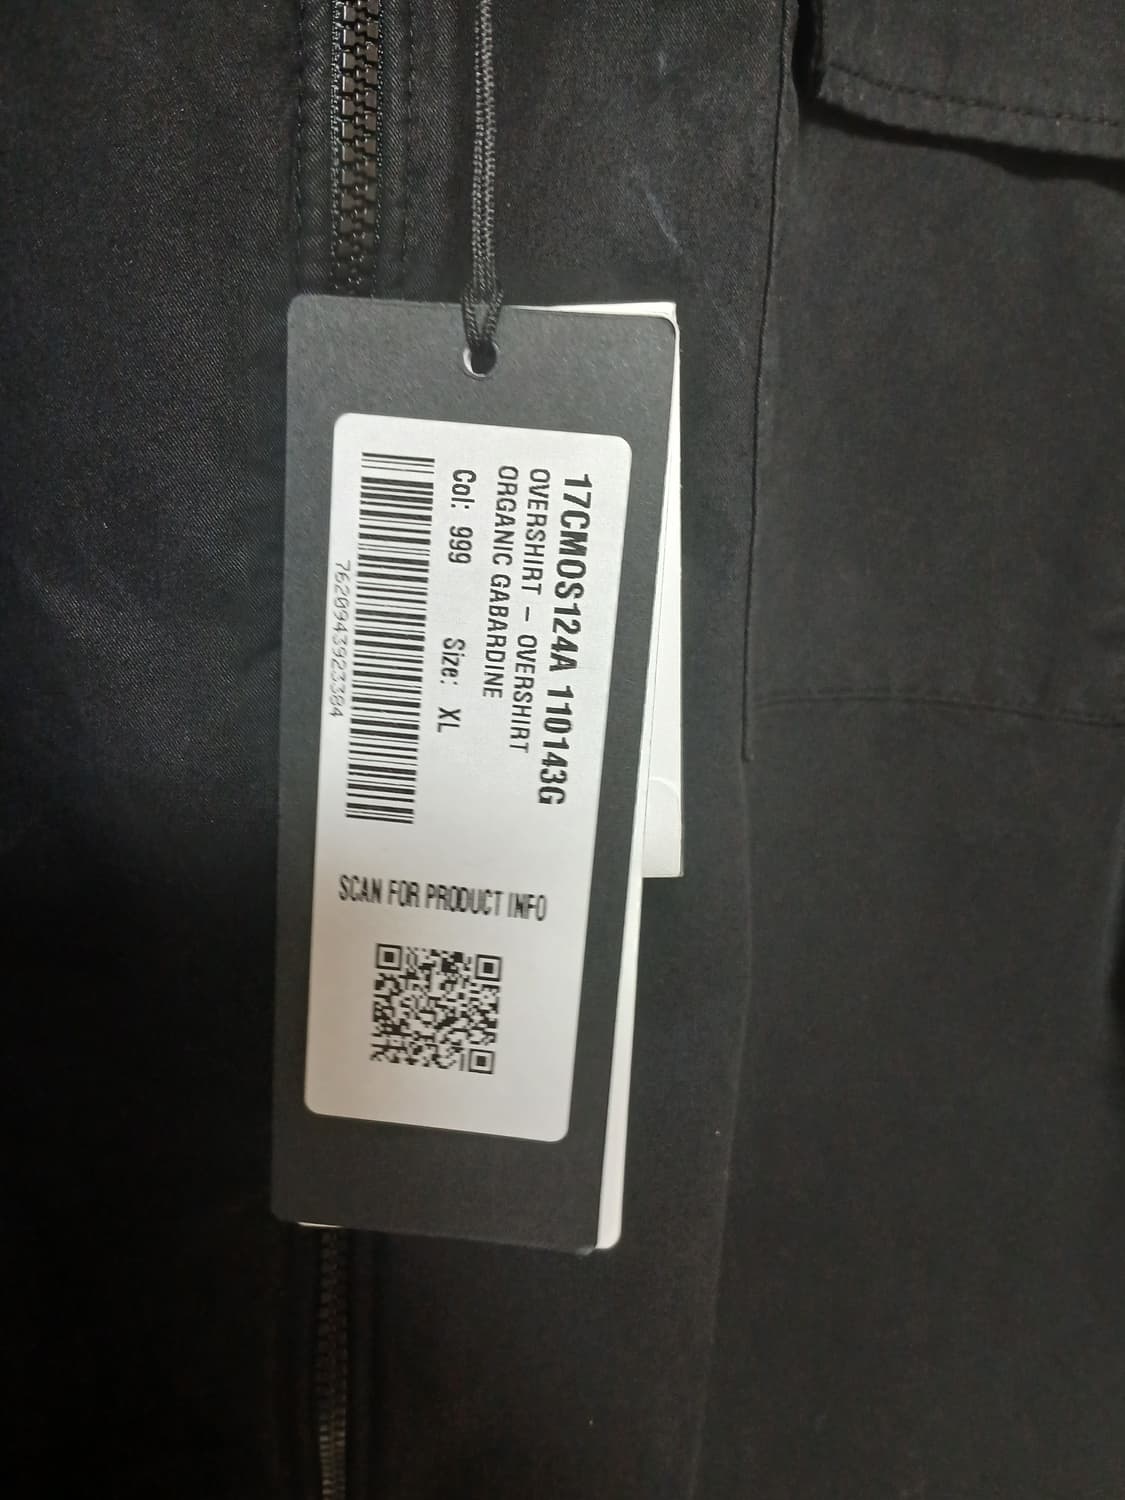 17CMOS124A 110143G
OVERSHIRT – OVERSHIRT
ORGANIC GABARDINE
Col: 999 Size: XL
7620943923384
SCAN FOR PRODUCT INFO